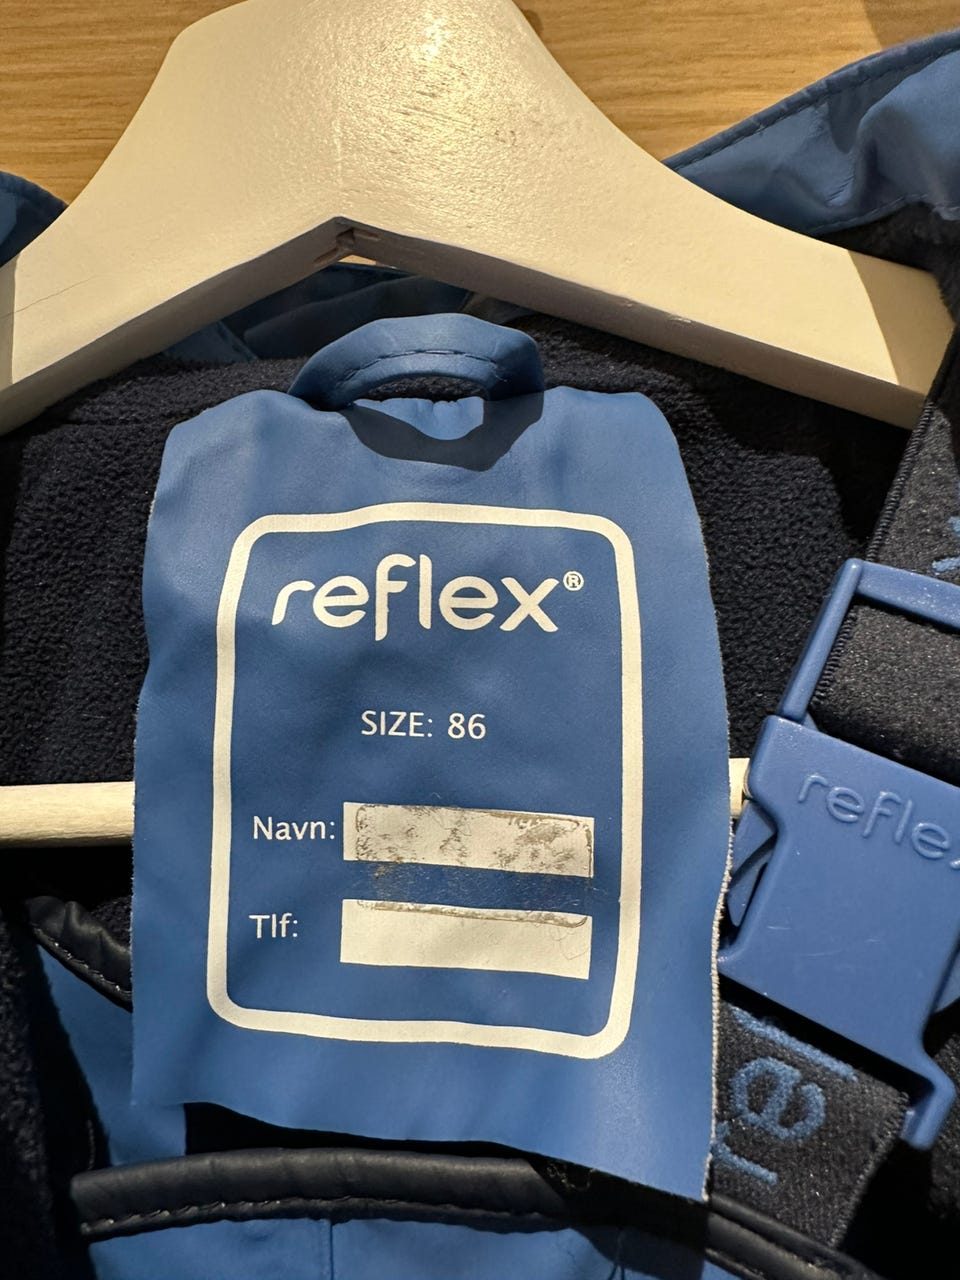 reflex®
SIZE: 86
Navn:
Tlf:
reflex